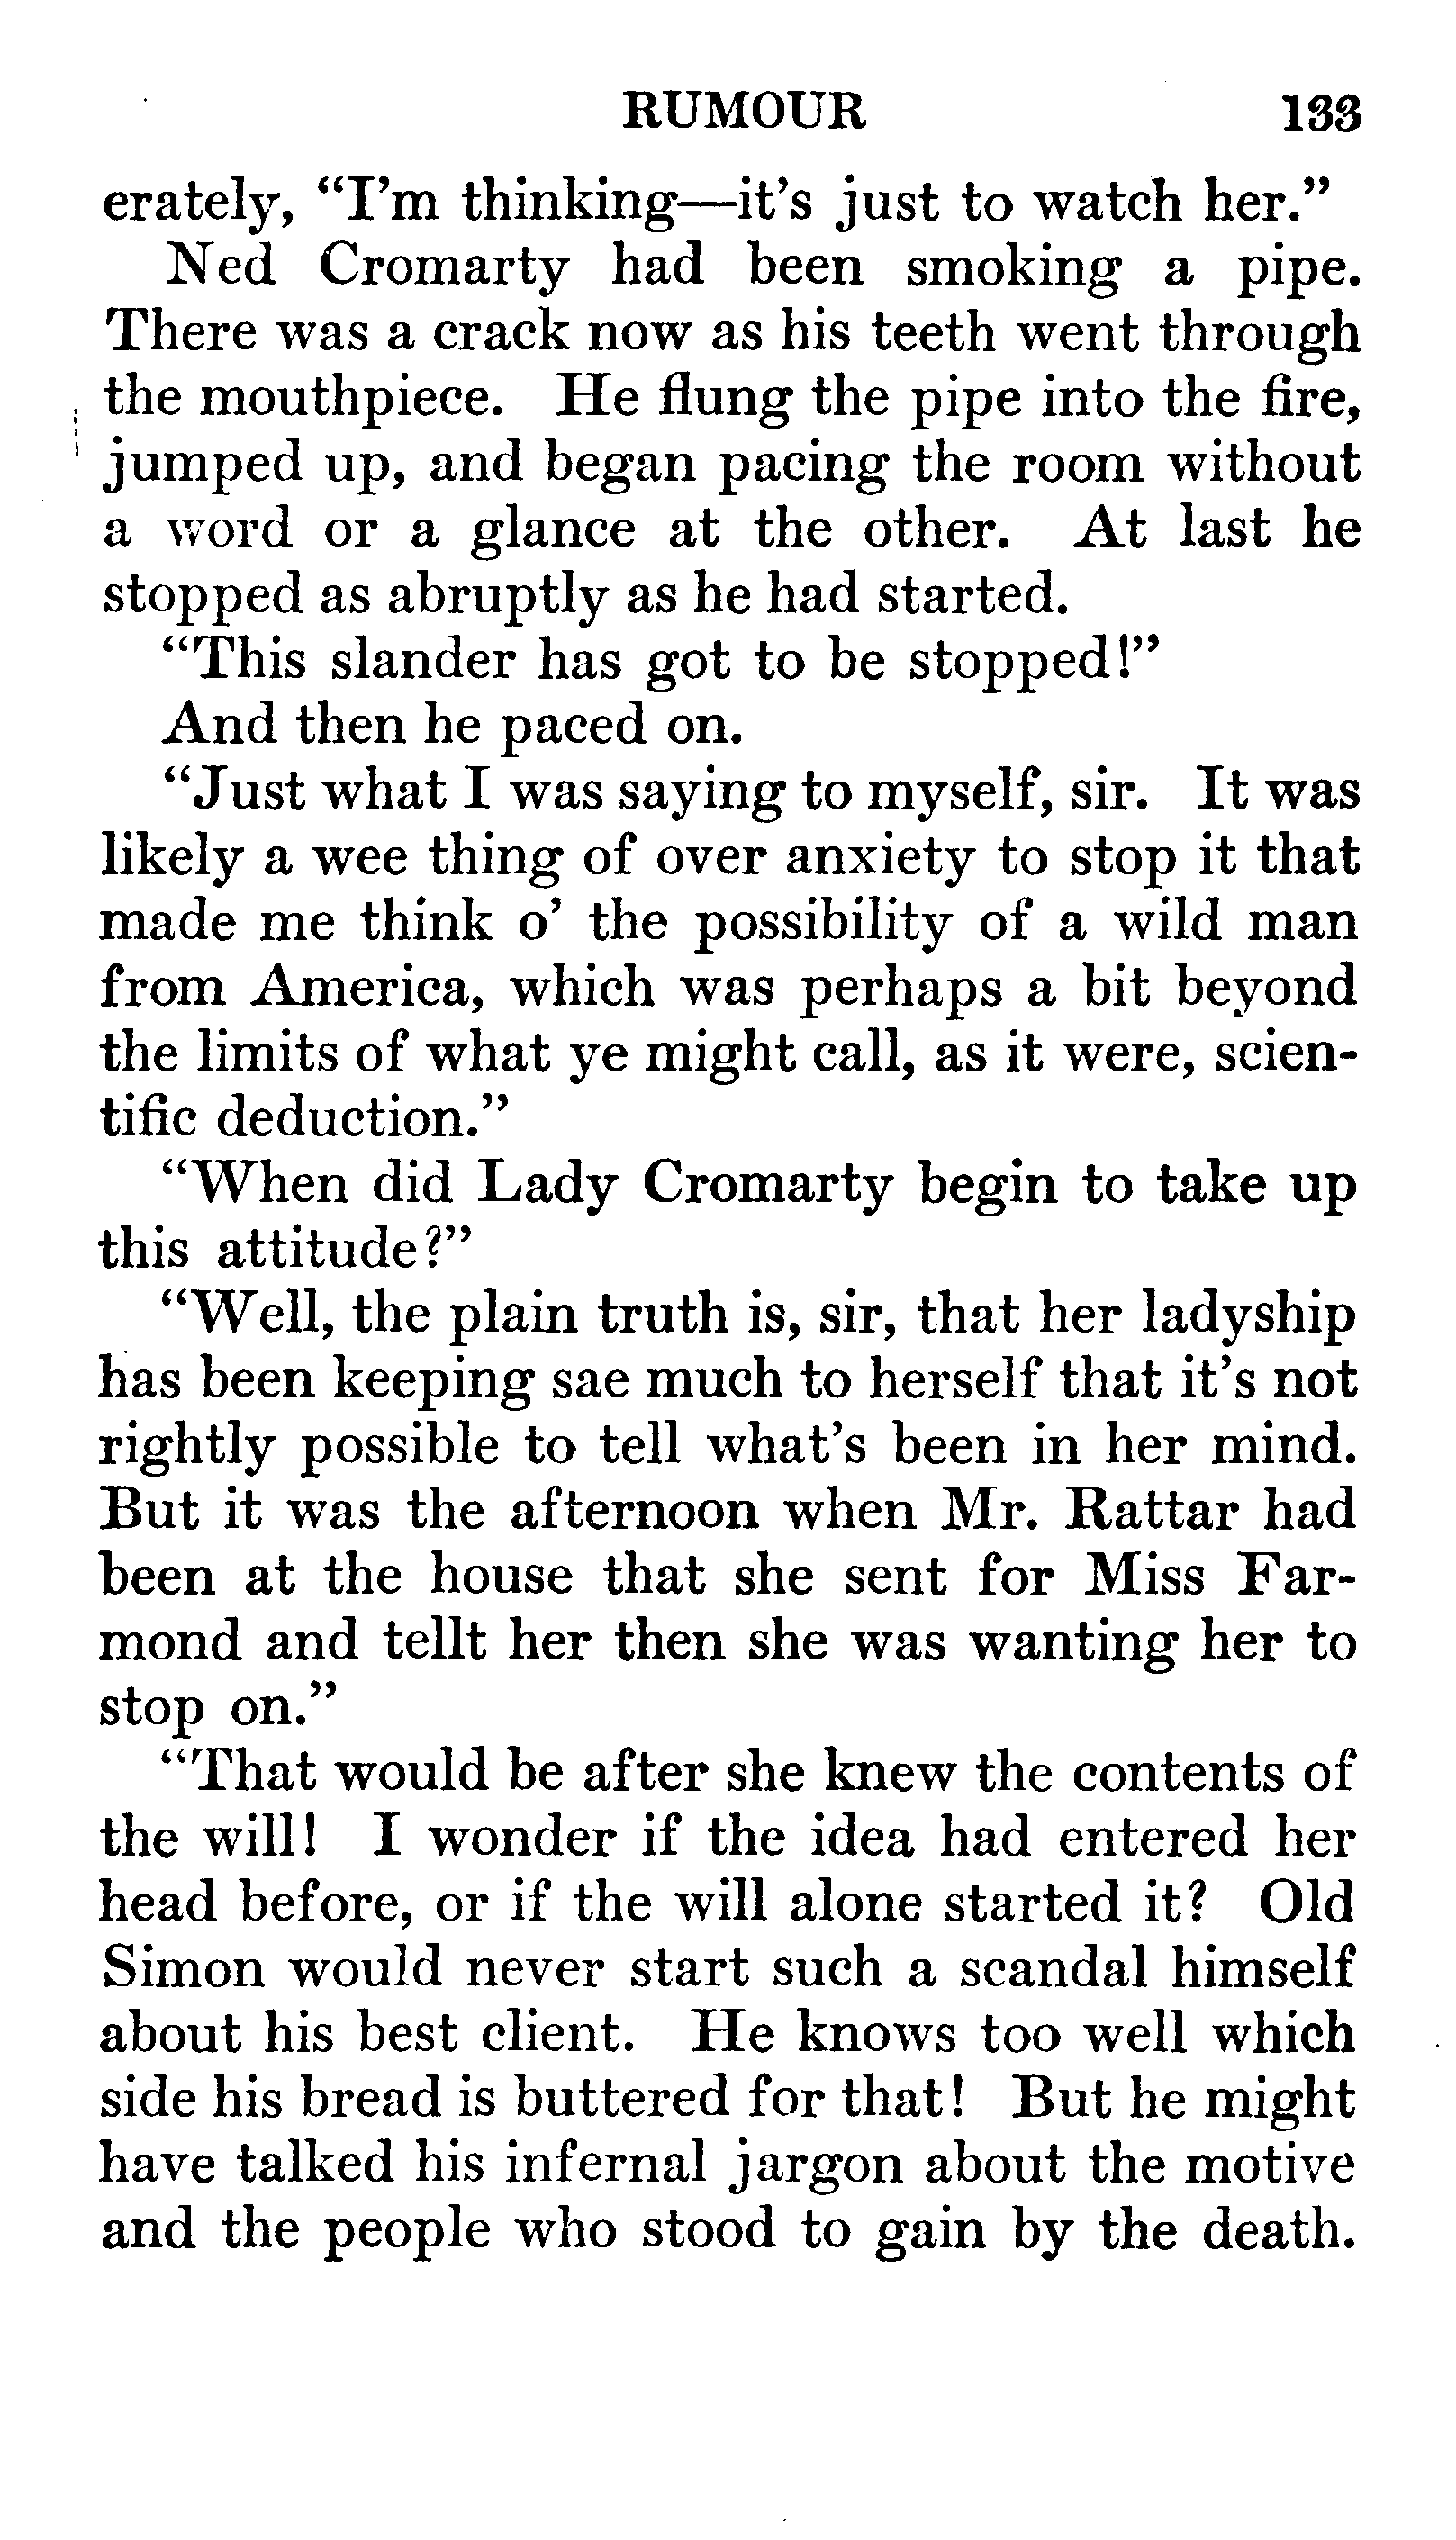 RUMOUR 133
erately, “I’m thinking—it’s just to watch her.”
Ned Cromarty had been smoking a pipe.
There was a crack now as his teeth went through
the mouthpiece. He flung the pipe into the fire,
jumped up, and began pacing the room without
a word or a glance at the other. At last he
stopped as abruptly as he had started.
“This slander has got to be stopped!”
And then he paced on.
“Just what I was saying to myself, sir. It was
likely a wee thing of over anxiety to stop it that
made me think o’ the possibility of a wild man
from America, which was perhaps a bit beyond
the limits of what ye might call, as it were, scien-
tific deduction.”
“When did Lady Cromarty begin to take up
this attitude?”
“Well, the plain truth is, sir, that her ladyship
has been keeping sae much to herself that it’s not
rightly possible to tell what’s been in her mind.
But it was the afternoon when Mr. Rattar had
been at the house that she sent for Miss Far-
mond and tellt her then she was wanting her to
stop on.”
“That would be after she knew the contents of
the will! I wonder if the idea had entered her
head before, or if the will alone started it? Old
Simon would never start such a scandal himself
about his best client. He knows too well which
side his bread is buttered for that! But he might
have talked his infernal jargon about the motive
and the people who stood to gain by the death.